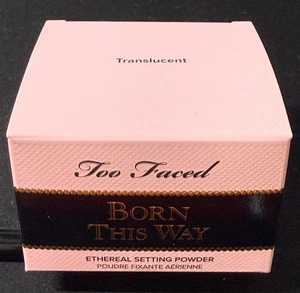 Translucent
Too Faced
BORN
THIS WAY
ETHEREAL SETTING POWDER
POUDRE FIXANTE AÉRIENNE